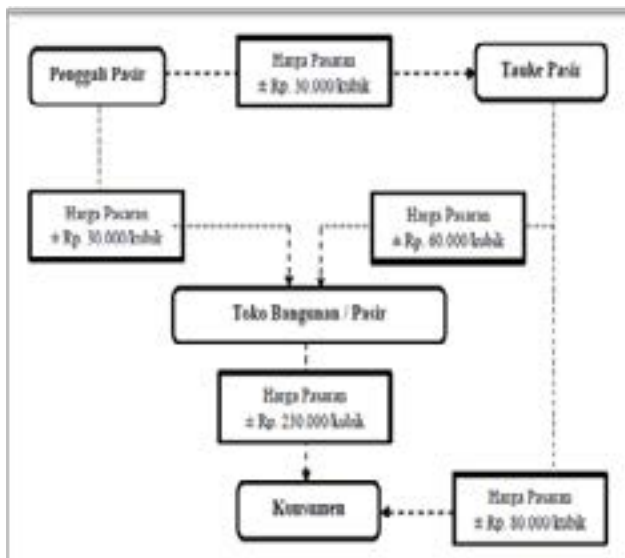 Penggali Pasir
Harga Pasaran
± Rp. 30.000/kubik
Tauke Pasir
Harga Pasaran
± Rp. 30.000/kubik
Harga Pasaran
± Rp. 60.000/kubik
Toko Bangunan / Pasir
Harga Pasaran
± Rp. 250.000/kubik
Konsumen
Harga Pasaran
± Rp. 80.000/kubik